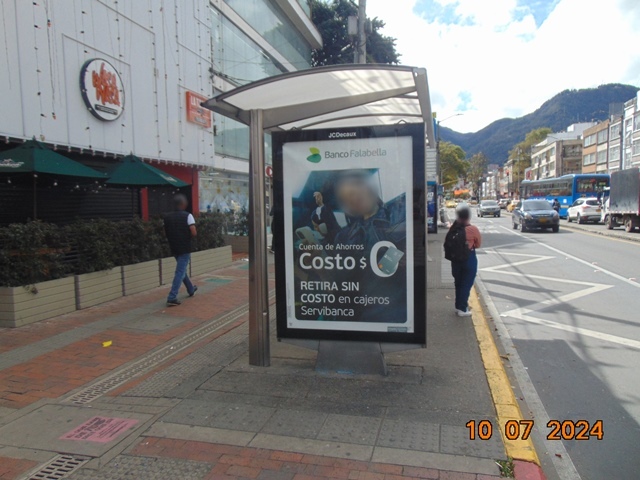 JCDecaux
Banco Falabella
Cuenta de Ahorros
Costo $0
RETIRA SIN
COSTO en cajeros
Servibanca
10 07 2024